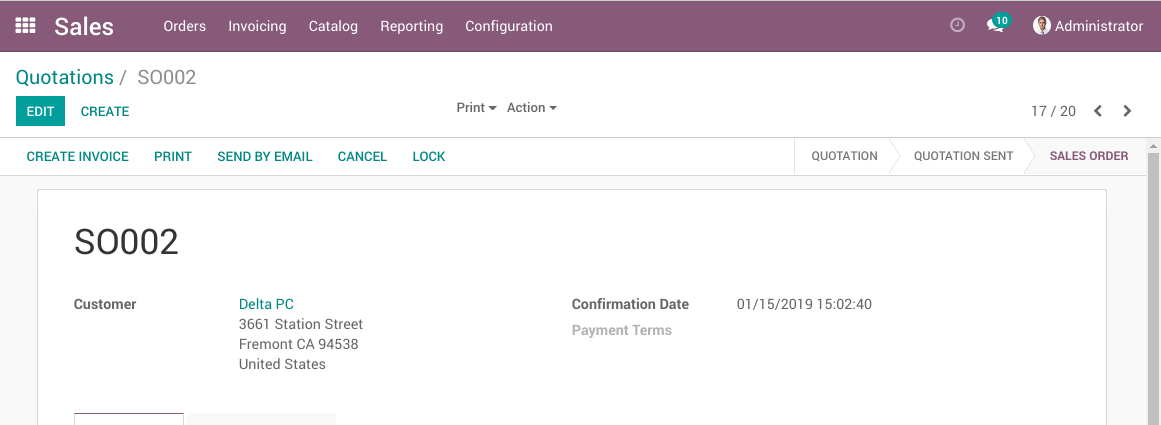 Sales Orders Invoicing Catalog Reporting Configuration 10 Administrator
Quotations / SO002
EDIT CREATE Print Action 17 / 20
CREATE INVOICE PRINT SEND BY EMAIL CANCEL LOCK QUOTATION QUOTATION SENT SALES ORDER
SO002
Customer Delta PC Confirmation Date 01/15/2019 15:02:40
3661 Station Street Payment Terms
Fremont CA 94538
United States